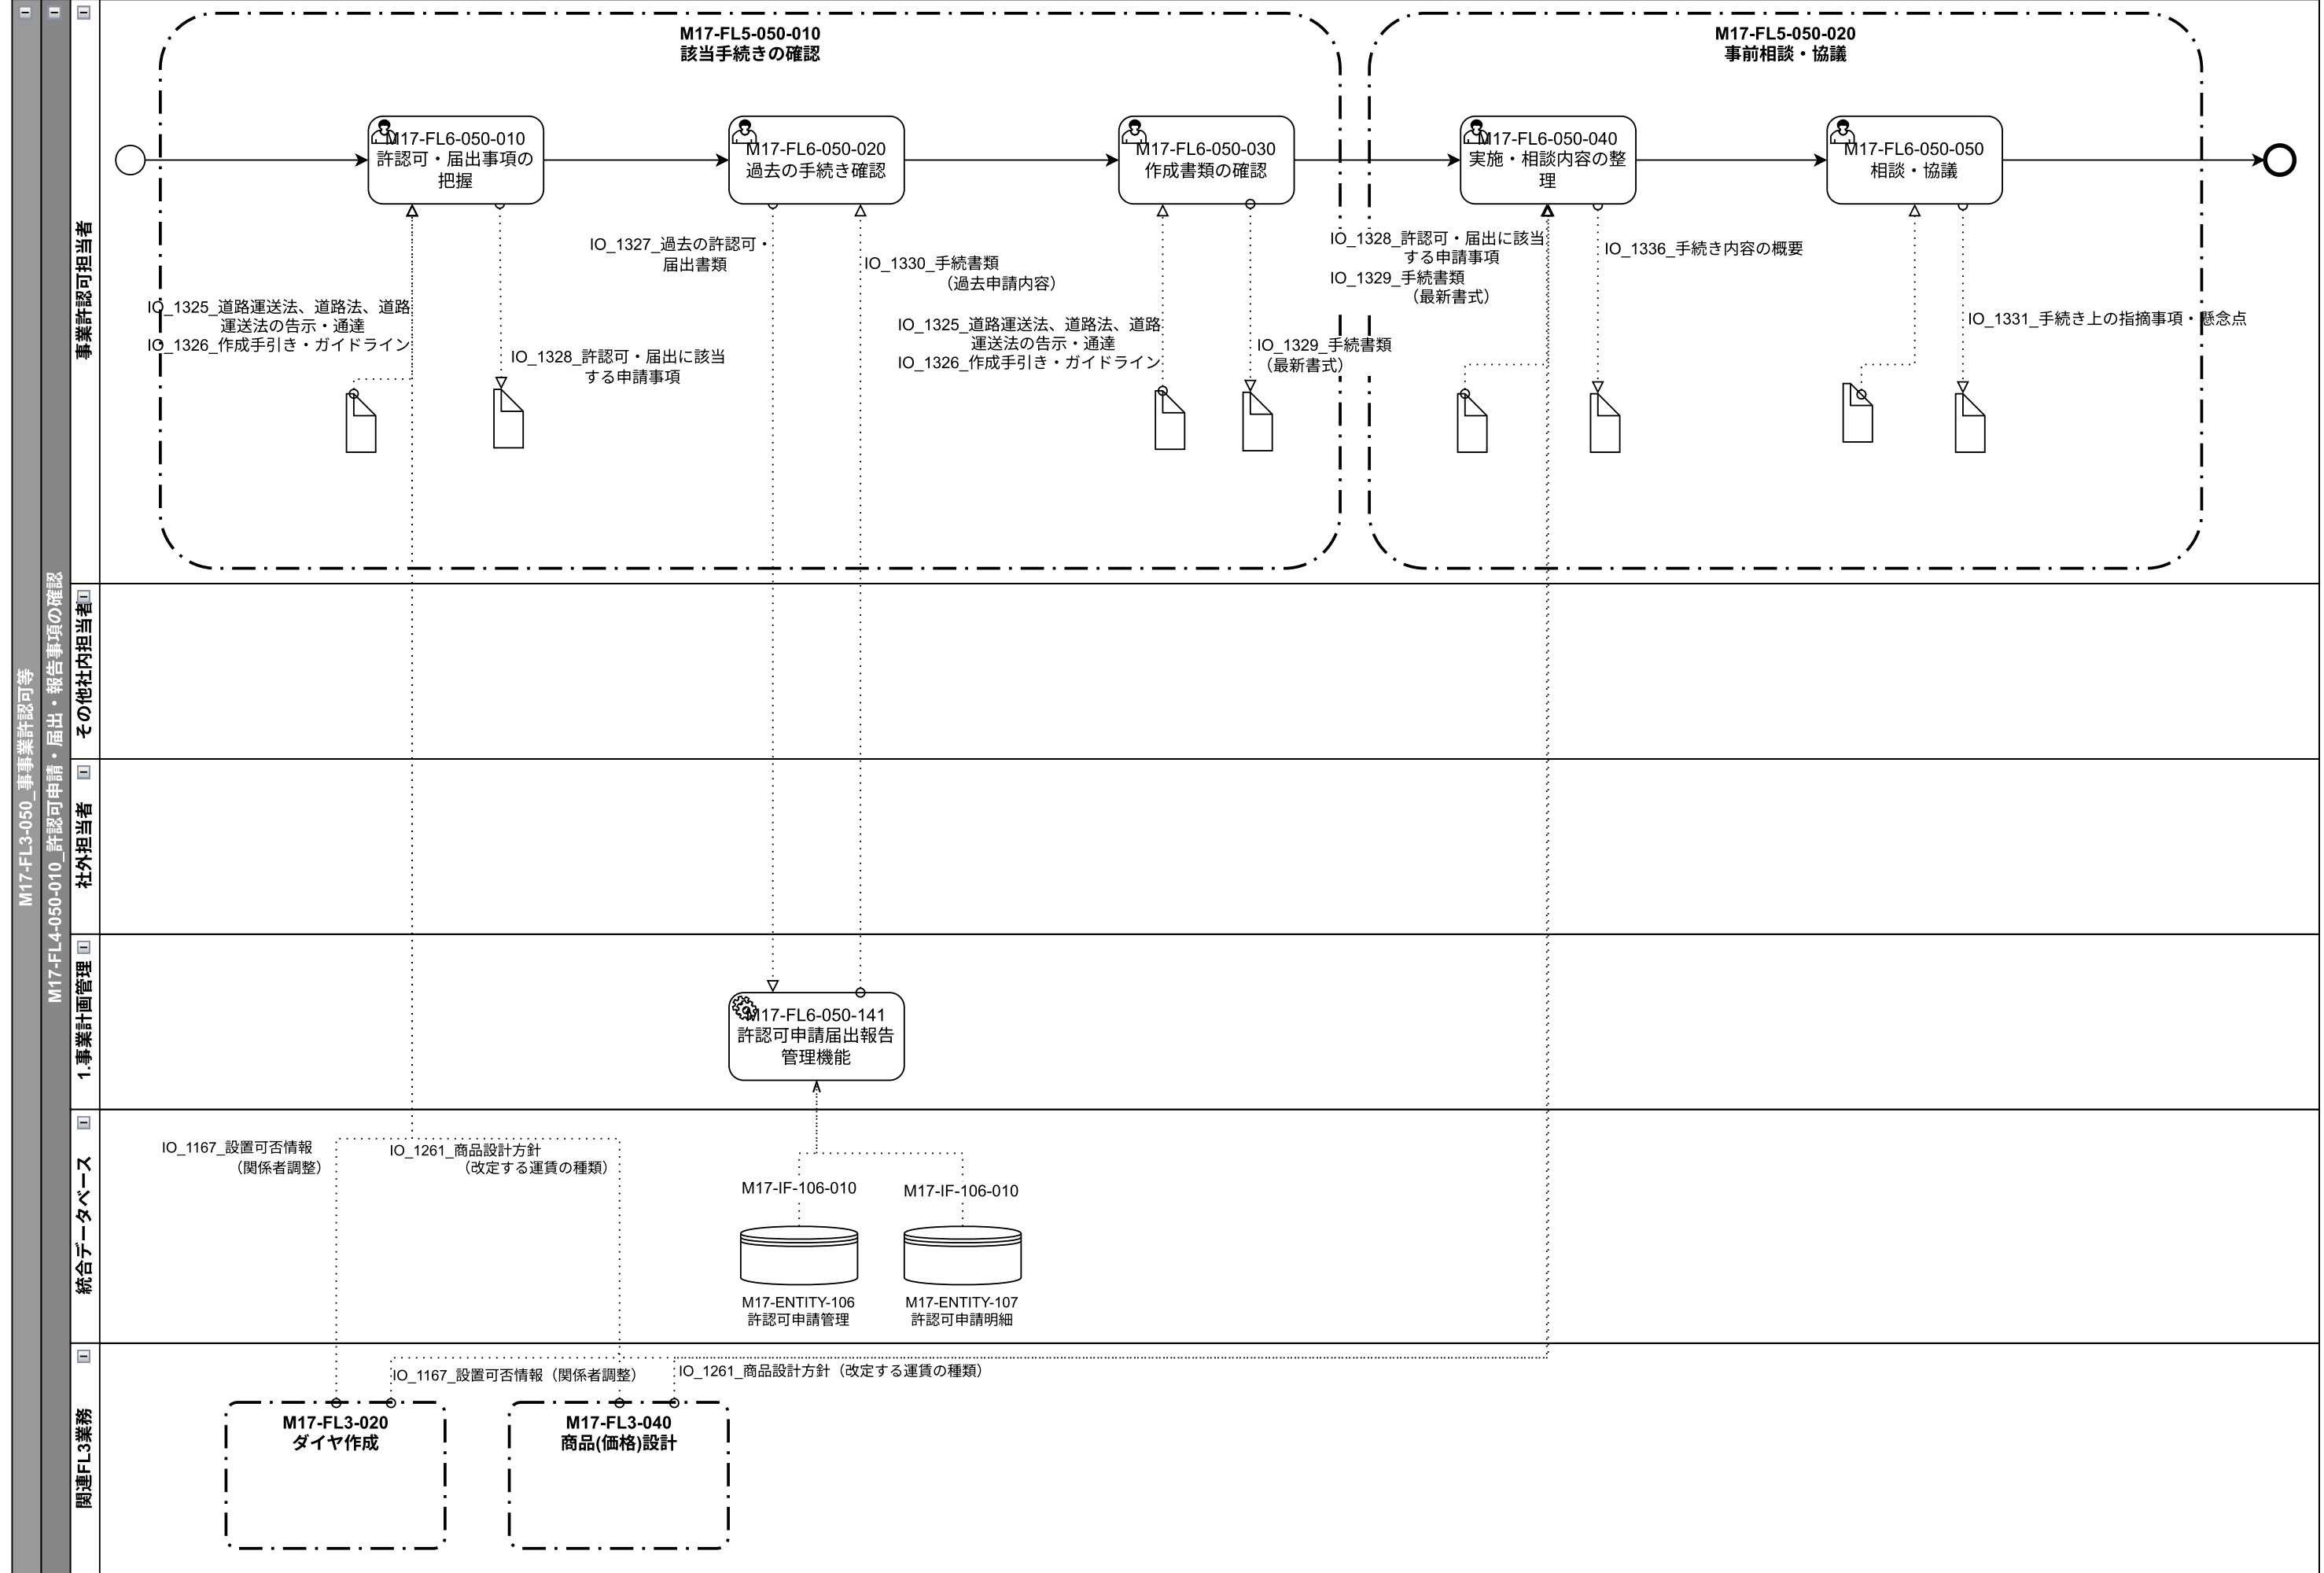 M17-FL3-050_事事業許認可等
M17-FL4-050-010_許認可申請・届出・報告事項の確認
事業許認可担当者
M17-FL5-050-010
該当手続きの確認
M17-FL5-050-020
事前相談・協議
M17-FL6-050-010
許認可・届出事項の
把握
M17-FL6-050-020
過去の手続き確認
M17-FL6-050-030
作成書類の確認
M17-FL6-050-040
実施・相談内容の整
理
M17-FL6-050-050
相談・協議
IO_1325_道路運送法、道路法、道路
運送法の告示・通達
IO_1326_作成手引き・ガイドライン
IO_1328_許認可・届出に該当
する申請事項
IO_1327_過去の許認可・
届出書類
IO_1330_手続書類
（過去申請内容）
IO_1325_道路運送法、道路法、道路
運送法の告示・通達
IO_1326_作成手引き・ガイドライン
IO_1329_手続書類
（最新書式）
IO_1328_許認可・届出に該当
する申請事項
IO_1329_手続書類
（最新書式）
IO_1336_手続き内容の概要
IO_1331_手続き上の指摘事項・懸念点
その他社内担当者
社外担当者
1.事業計画管理
M17-FL6-050-141
許認可申請届出報告
管理機能
統合データベース
IO_1167_設置可否情報
（関係者調整）
IO_1261_商品設計方針
（改定する運賃の種類）
M17-IF-106-010
M17-IF-106-010
M17-ENTITY-106
許認可申請管理
M17-ENTITY-107
許認可申請明細
関連FL3業務
IO_1167_設置可否情報（関係者調整）
IO_1261_商品設計方針（改定する運賃の種類）
M17-FL3-020
ダイヤ作成
M17-FL3-040
商品(価格)設計